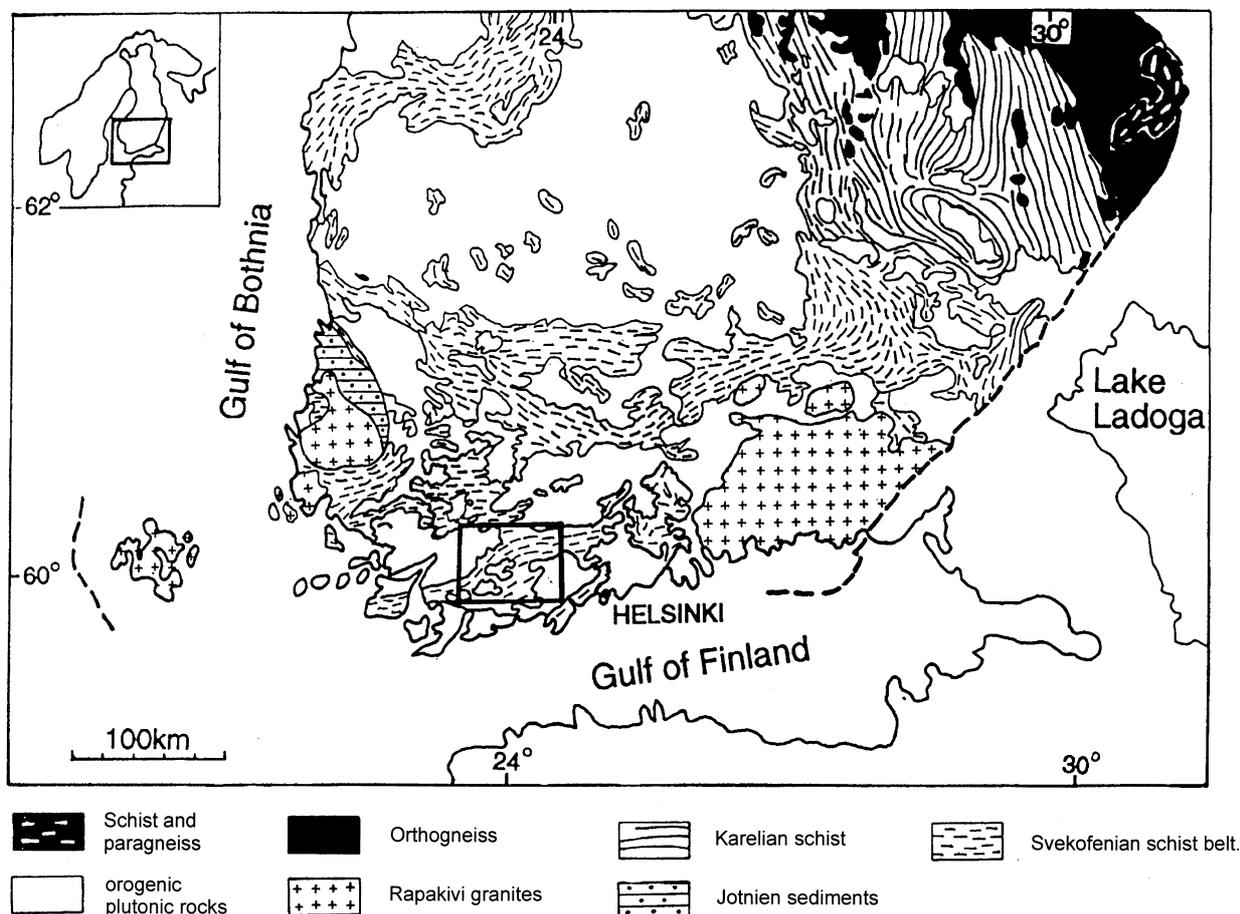 24
30°
62°
Gulf of Bothnia
Lake
Ladoga
60°
HELSINKI
Gulf of Finland
100km
24°
30°
Schist and
paragneiss
Orthogneiss
Karelian schist
Svekofenian schist belt.
orogenic
plutonic rocks
Rapakivi granites
Jotnien sediments